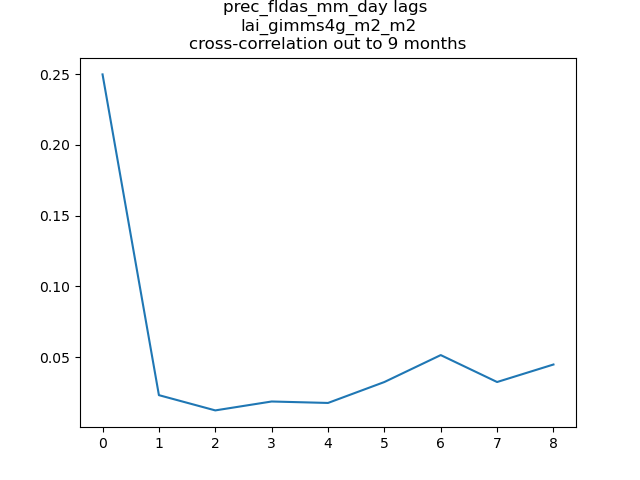 prec_fldas_mm_day lags
lai_gimms4g_m2_m2
cross-correlation out to 9 months
0.25
0.20
0.15
0.10
0.05
0 1 2 3 4 5 6 7 8